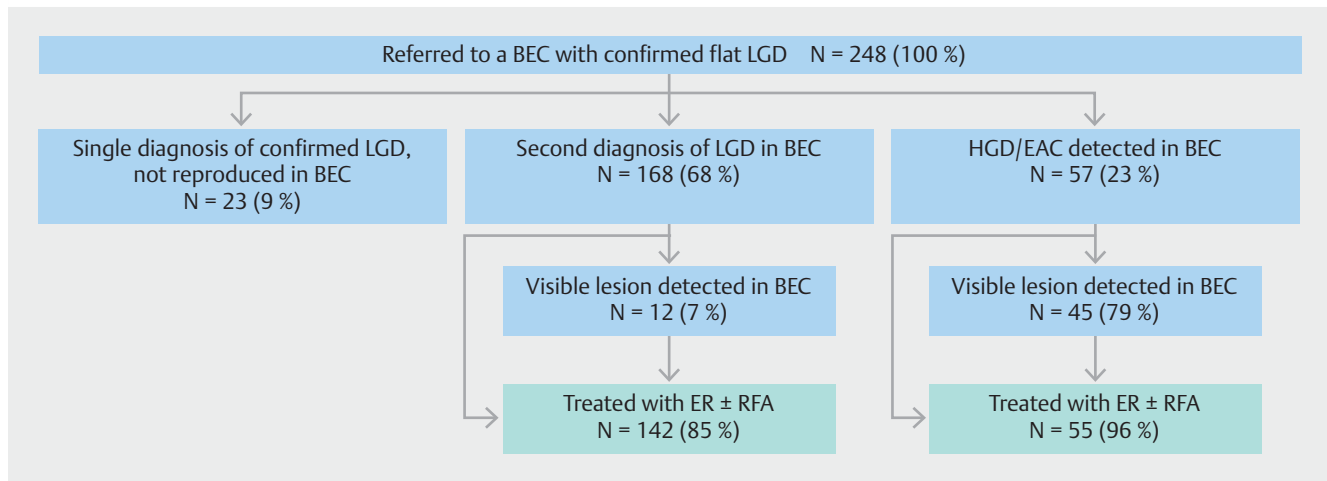 Referred to a BEC with confirmed flat LGD N = 248 (100 %)
Single diagnosis of confirmed LGD,
not reproduced in BEC
N = 23 (9 %)
Second diagnosis of LGD in BEC
N = 168 (68 %)
HGD/EAC detected in BEC
N = 57 (23 %)
Visible lesion detected in BEC
N = 12 (7 %)
Visible lesion detected in BEC
N = 45 (79 %)
Treated with ER ± RFA
N = 142 (85 %)
Treated with ER ± RFA
N = 55 (96 %)